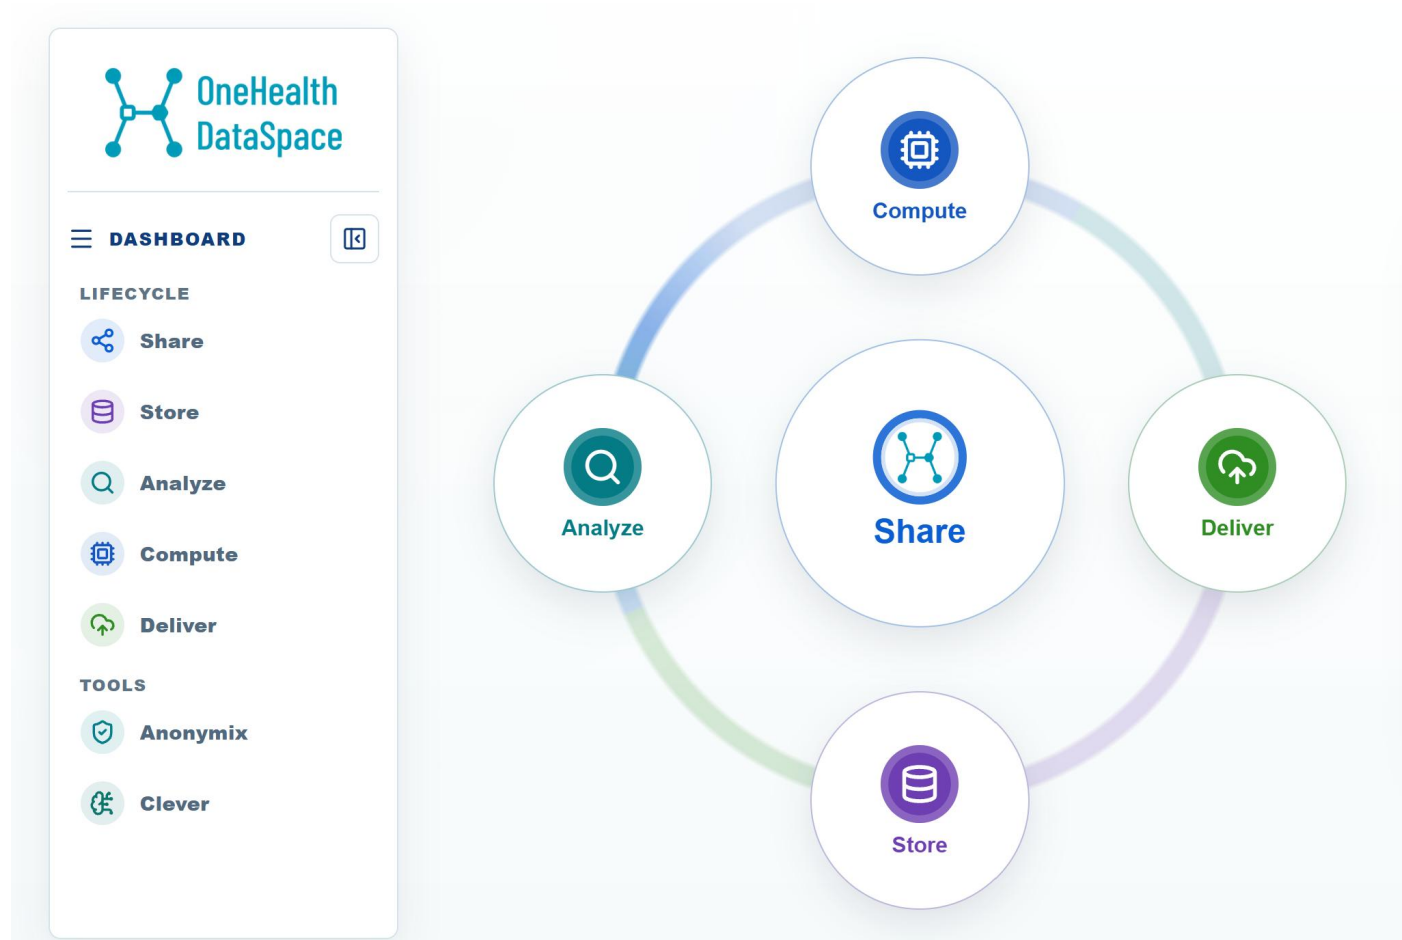 OneHealth
DataSpace
DASHBOARD
LIFECYCLE
Share
Store
Analyze
Compute
Deliver
TOOLS
Anonymix
Clever
Compute
Analyze
Share
Deliver
Store